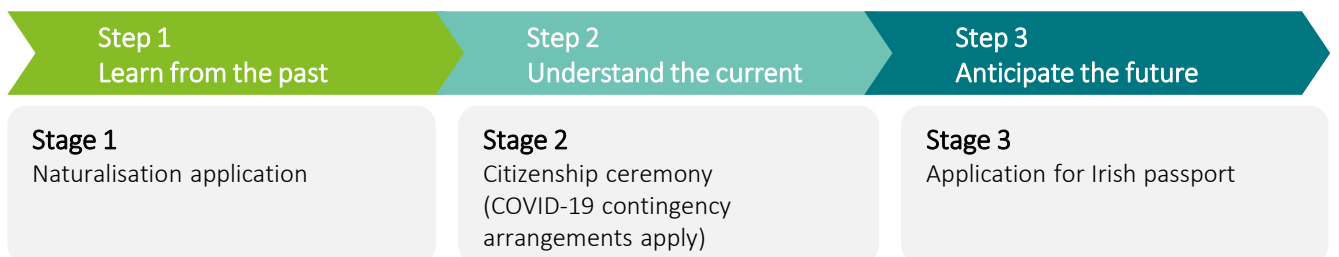 Step 1
Learn from the past
Step 2
Understand the current
Step 3
Anticipate the future
Stage 1
Naturalisation application
Stage 2
Citizenship ceremony
(COVID-19 contingency
arrangements apply)
Stage 3
Application for Irish passport